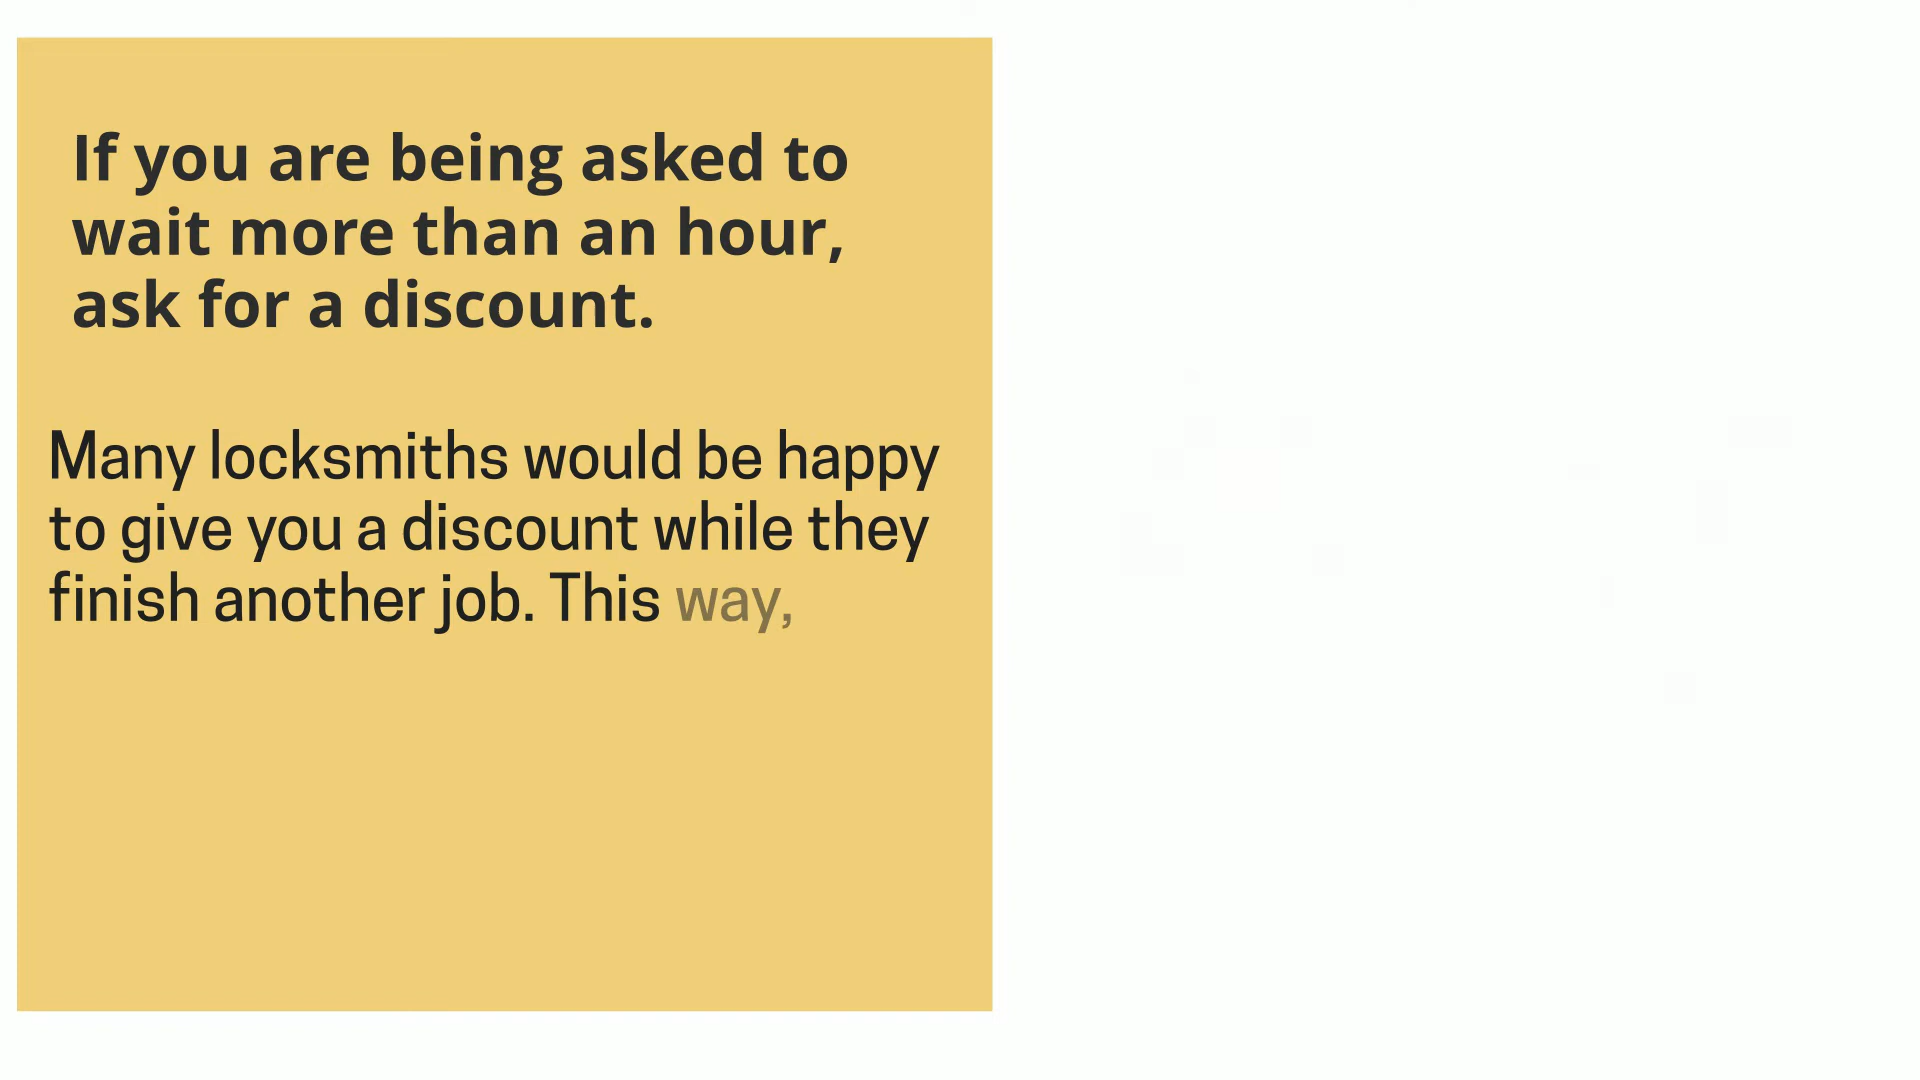 If you are being asked to
wait more than an hour,
ask for a discount.
Many locksmiths would be happy
to give you a discount while they
finish another job. This way,